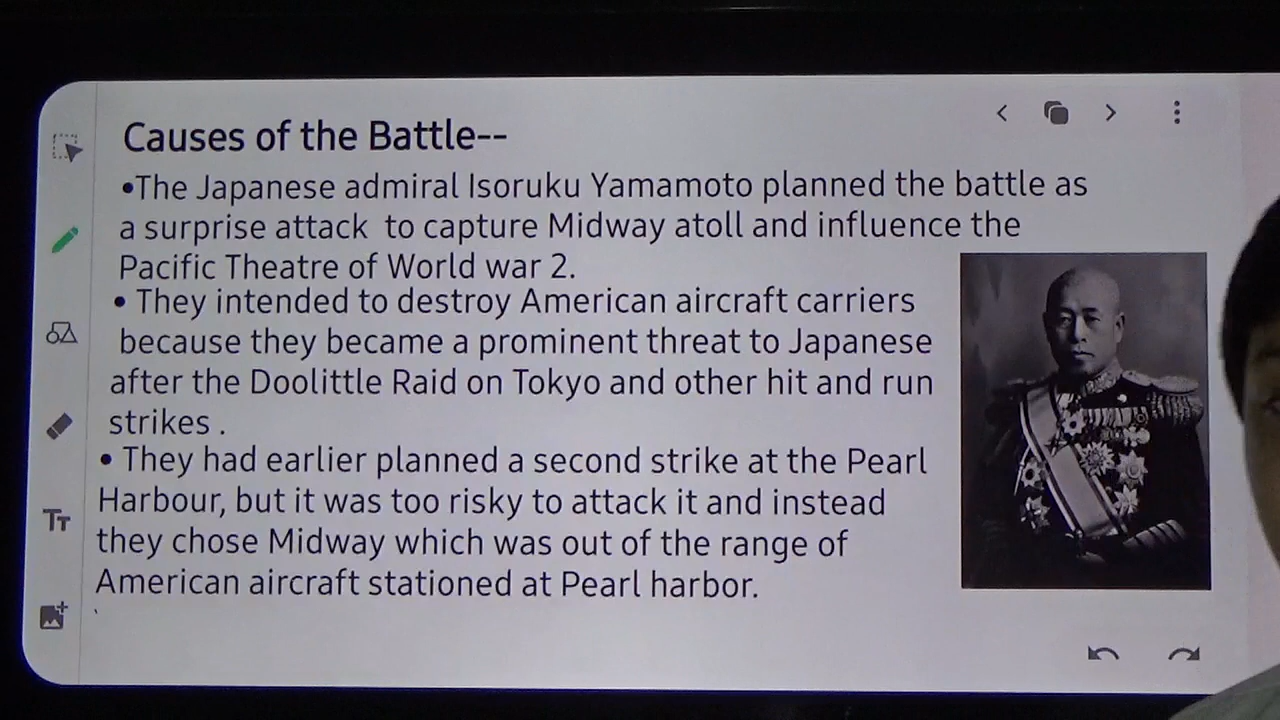 Causes of the Battle--
•The Japanese admiral Isoruku Yamamoto planned the battle as
a surprise attack  to capture Midway atoll and influence the
Pacific Theatre of World war 2.
• They intended to destroy American aircraft carriers
because they became a prominent threat to Japanese
after the Doolittle Raid on Tokyo and other hit and run
strikes .
• They had earlier planned a second strike at the Pearl
Harbour, but it was too risky to attack it and instead
they chose Midway which was out of the range of
American aircraft stationed at Pearl harbor.
TT